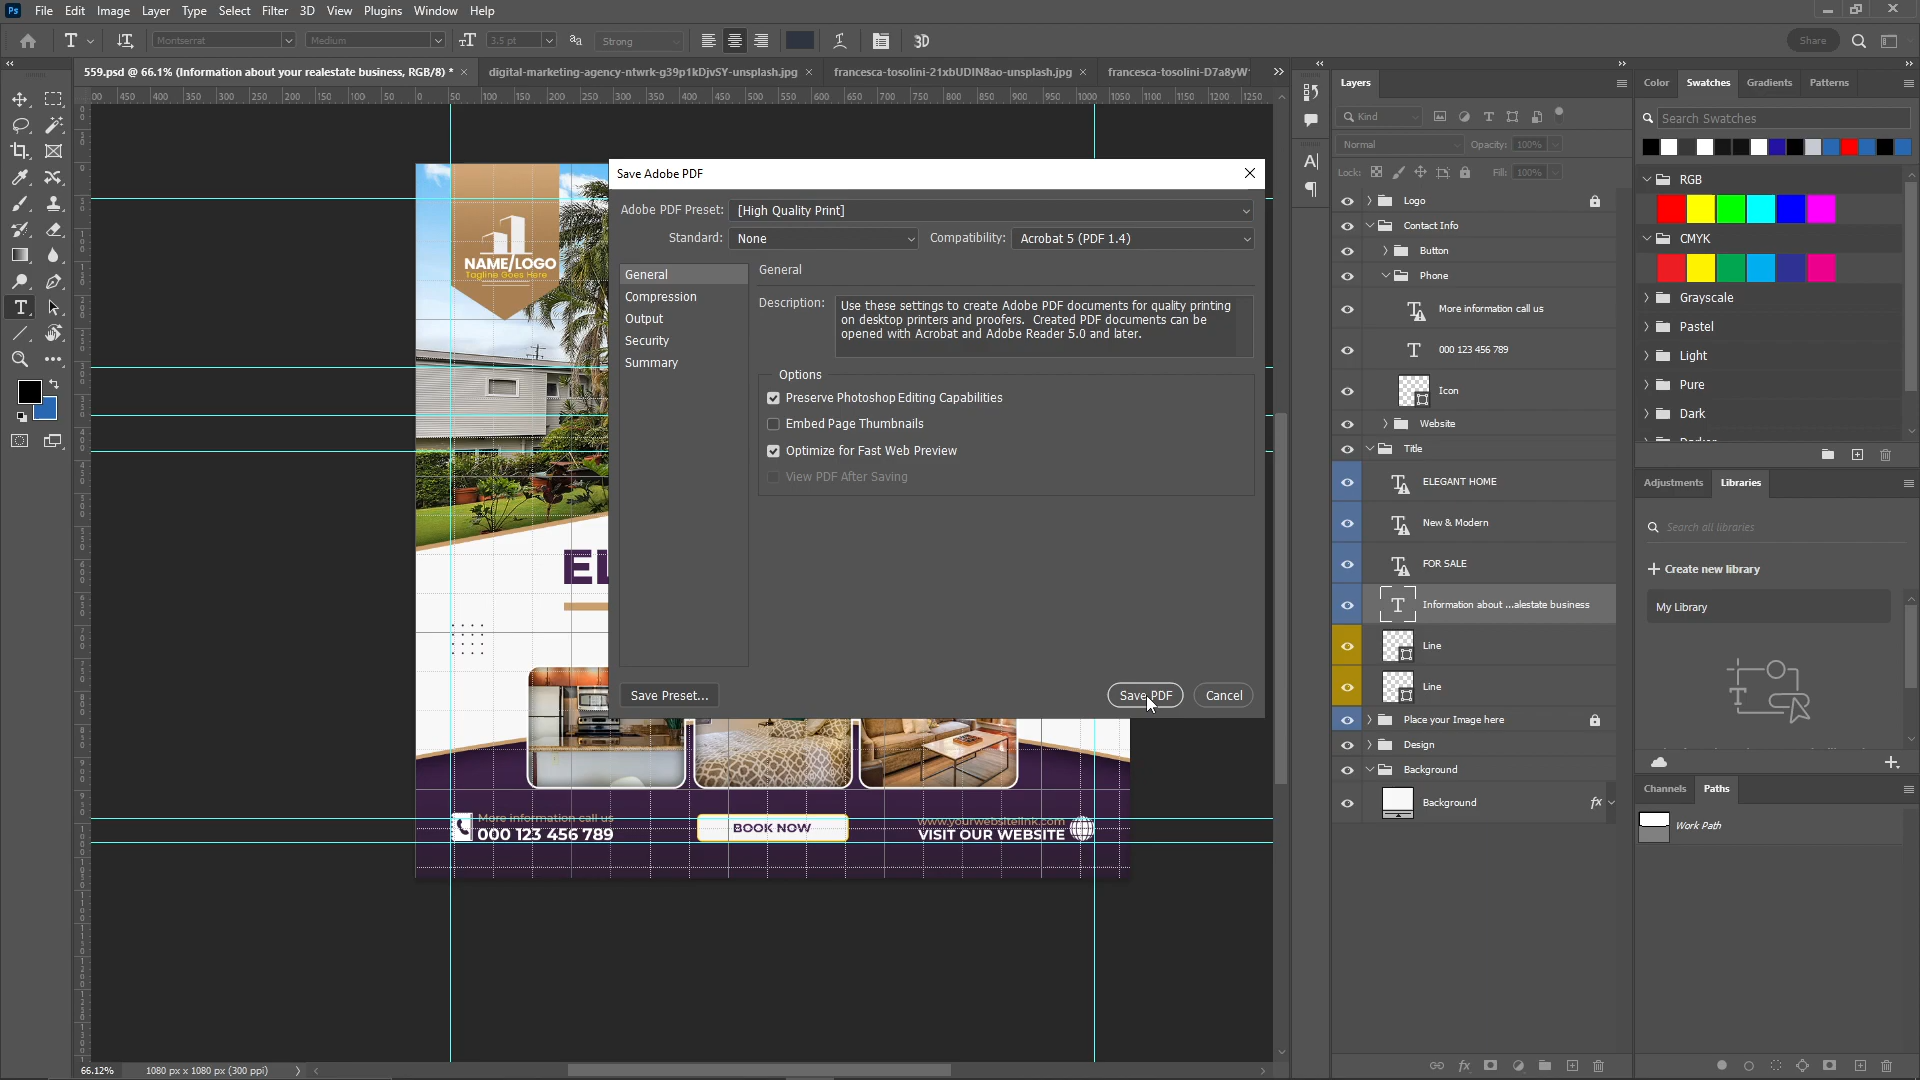 File Edit Image Layer Type Select Filter 3D View Plugins Window Help
Montserrat Medium 3.5 pt Strong 3D Share
559.psd @ 66.1% (Information about your realestate business, RGB/8) *
digital-marketing-agency-ntwrk-g39p1kDjvSY-unsplash.jpg
francesca-tosolini-21xbUDIN8ao-unsplash.jpg
francesca-tosolini-D7a8yW
NAME/LOGO
Tagline Goes Here
EL
More information call us
000 123 456 789
BOOK NOW
www.yourwebsitelink.com
VISIT OUR WEBSITE
Save Adobe PDF
Adobe PDF Preset: [High Quality Print]
Standard: None Compatibility: Acrobat 5 (PDF 1.4)
General
Compression
Output
Security
Summary
General
Description: Use these settings to create Adobe PDF documents for quality printing
on desktop printers and proofers. Created PDF documents can be
opened with Acrobat and Adobe Reader 5.0 and later.
Options
Preserve Photoshop Editing Capabilities
Embed Page Thumbnails
Optimize for Fast Web Preview
View PDF After Saving
Save Preset... Save PDF Cancel
66.12% 1080 px x 1080 px (300 ppi)
Layers
Kind
Normal Opacity: 100%
Lock: Fill: 100%
Logo
Contact Info
Button
Phone
More information call us
000 123 456 789
Icon
Website
Title
ELEGANT HOME
New & Modern
FOR SALE
Information about ...alestate business
Line
Line
Place your Image here
Design
Background
Background fx
Color Swatches Gradients Patterns
Search Swatches
RGB
CMYK
Grayscale
Pastel
Light
Pure
Dark
Adjustments Libraries
Search all libraries
Create new library
My Library
Channels Paths
Work Path